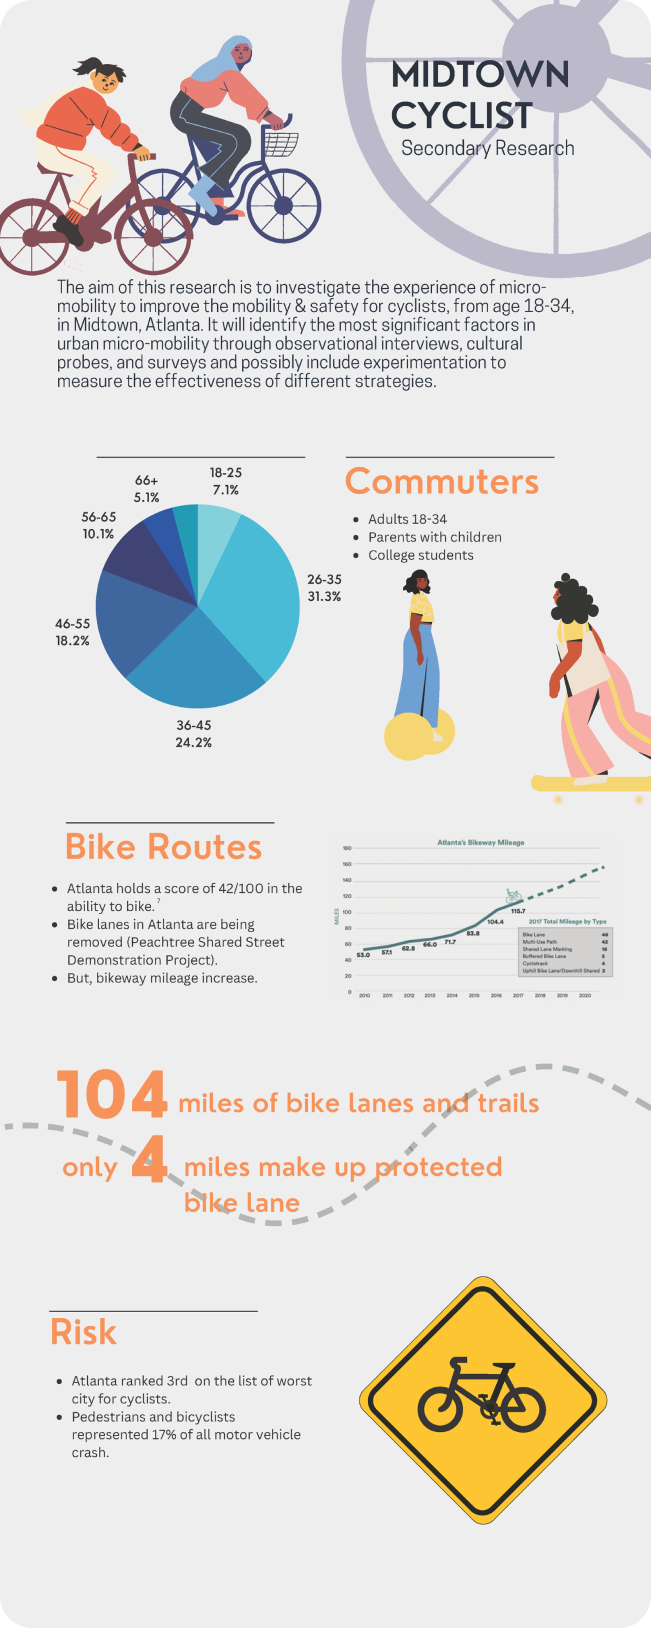 MIDTOWN
CYCLIST
Secondary Research
The aim of this research is to investigate the experience of micro-
mobility to improve the mobility & safety for cyclists, from age 18-34,
in Midtown, Atlanta. It will identify the most significant factors in
urban micro-mobility through observational interviews, cultural
probes, and surveys and possibly include experimentation to
measure the effectiveness of different strategies.
18-25
7.1%
26-35
31.3%
36-45
24.2%
46-55
18.2%
56-65
10.1%
66+
5.1%
Commuters
• Adults 18-34
• Parents with children
• College students
Bike Routes
• Atlanta holds a score of 42/100 in the
ability to bike.⁷
• Bike lanes in Atlanta are being
removed (Peachtree Shared Street
Demonstration Project).
• But, bikeway mileage increase.
Atlanta's Bikeway Mileage
MILES
180
160
140
120
100
80
60
40
20
0
53.0
57.1
62.8
66.0
71.7
83.8
104.4
115.7
2010 2011 2012 2013 2014 2015 2016 2017 2018 2019 2020
2017 Total Mileage by Type
Bike Lane 46
Multi-Use Path 42
Shared Lane Marking 16
Buffered Bike Lane 5
Cycletrack 4
Uphill Bike Lane/Downhill Shared 3
104 miles of bike lanes and trails
only 4 miles make up protected
bike lane
Risk
• Atlanta ranked 3rd on the list of worst
city for cyclists.
• Pedestrians and bicyclists
represented 17% of all motor vehicle
crash.